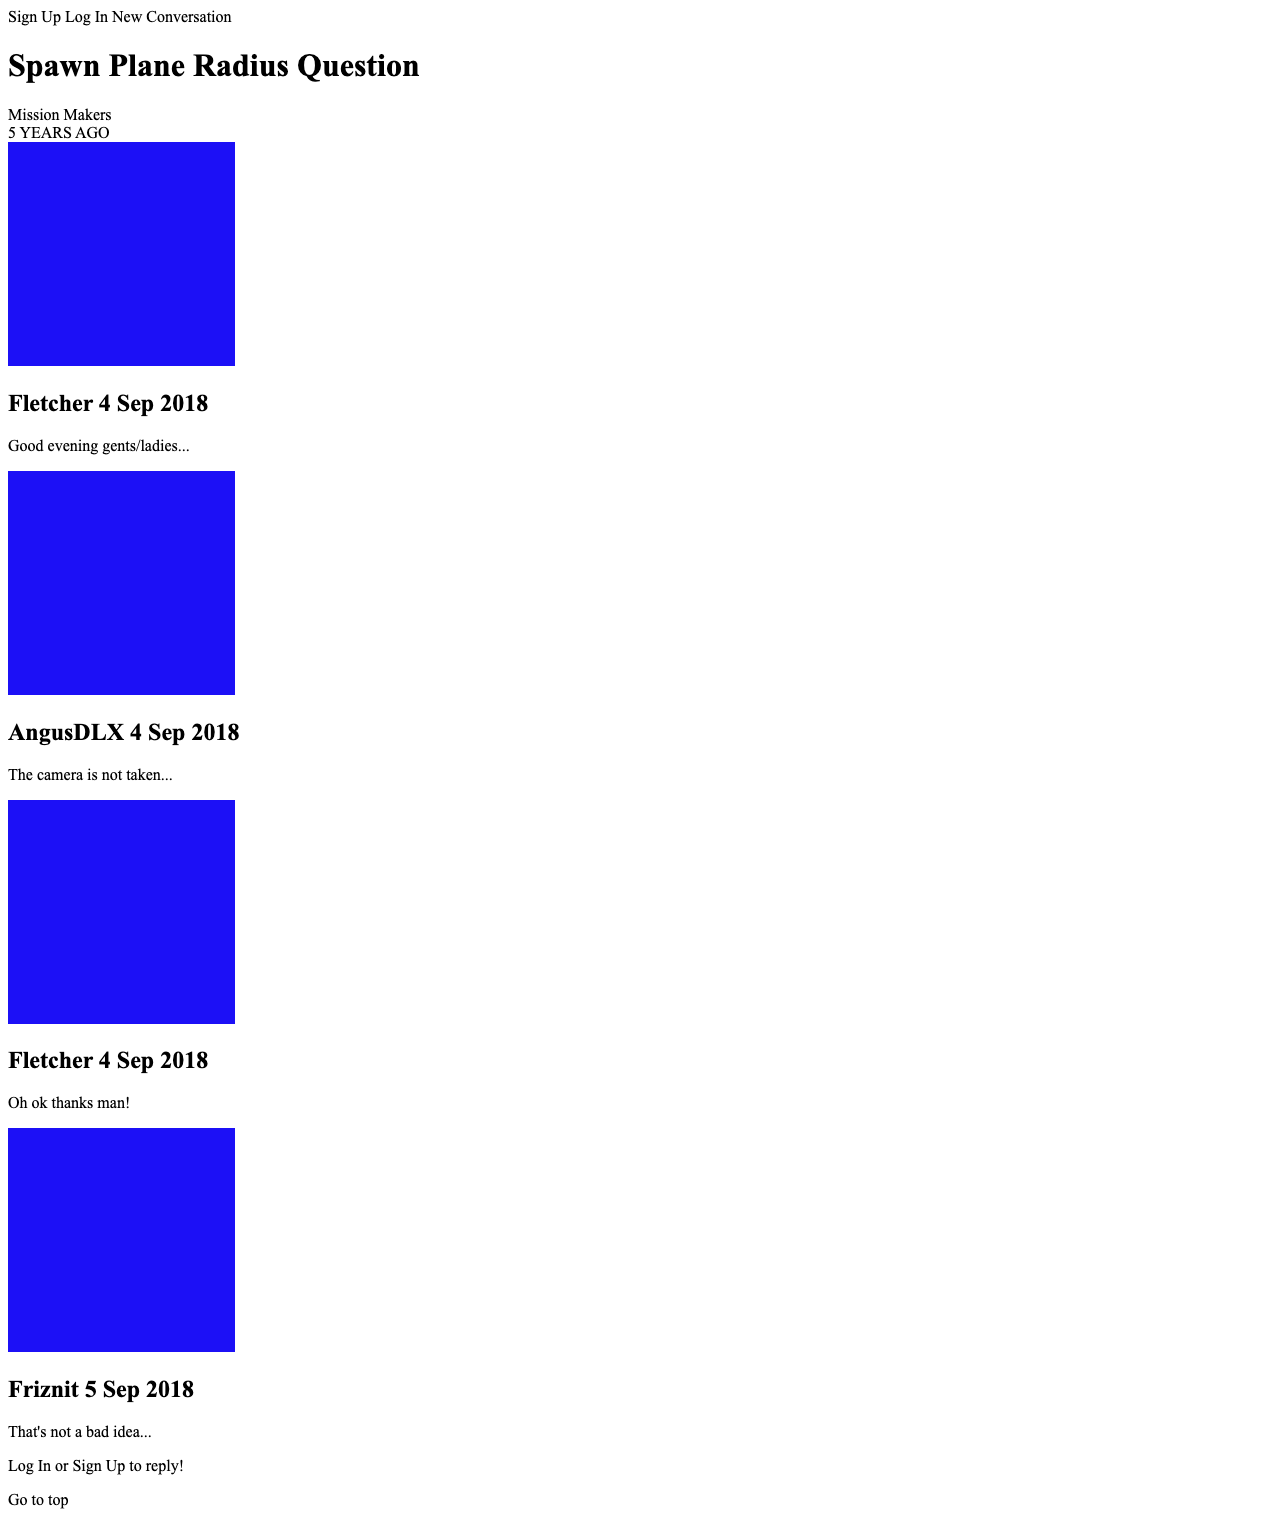 Sign Up Log In New Conversation
Spawn Plane Radius Question
Mission Makers
5 YEARS AGO
Fletcher 4 Sep 2018
Good evening gents/ladies...
AngusDLX 4 Sep 2018
The camera is not taken...
Fletcher 4 Sep 2018
Oh ok thanks man!
Friznit 5 Sep 2018
That's not a bad idea...
Log In or Sign Up to reply!
Go to top